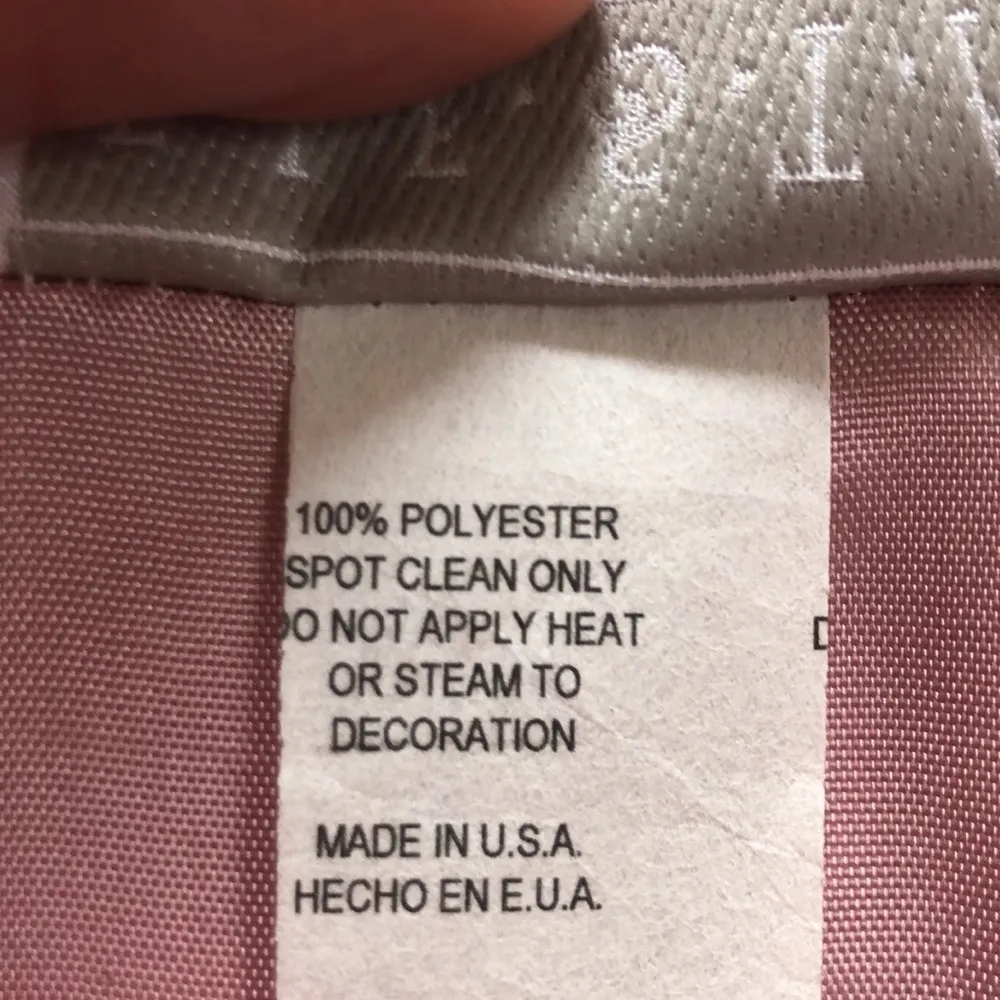 100% POLYESTER
SPOT CLEAN ONLY
DO NOT APPLY HEAT
OR STEAM TO
DECORATION
MADE IN U.S.A.
HECHO EN E.U.A.